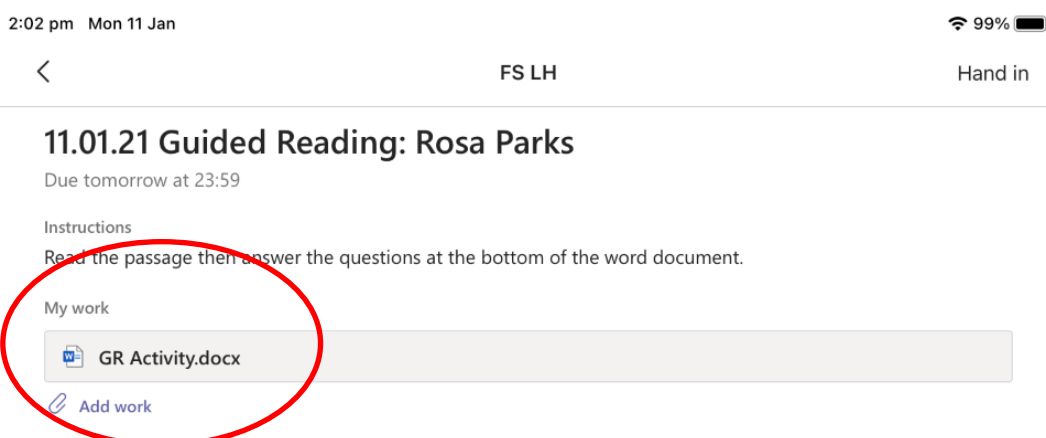 2:02 pm Mon 11 Jan 99%
FS LH Hand in
11.01.21 Guided Reading: Rosa Parks
Due tomorrow at 23:59
Instructions
Read the passage then answer the questions at the bottom of the word document.
My work
GR Activity.docx
Add work